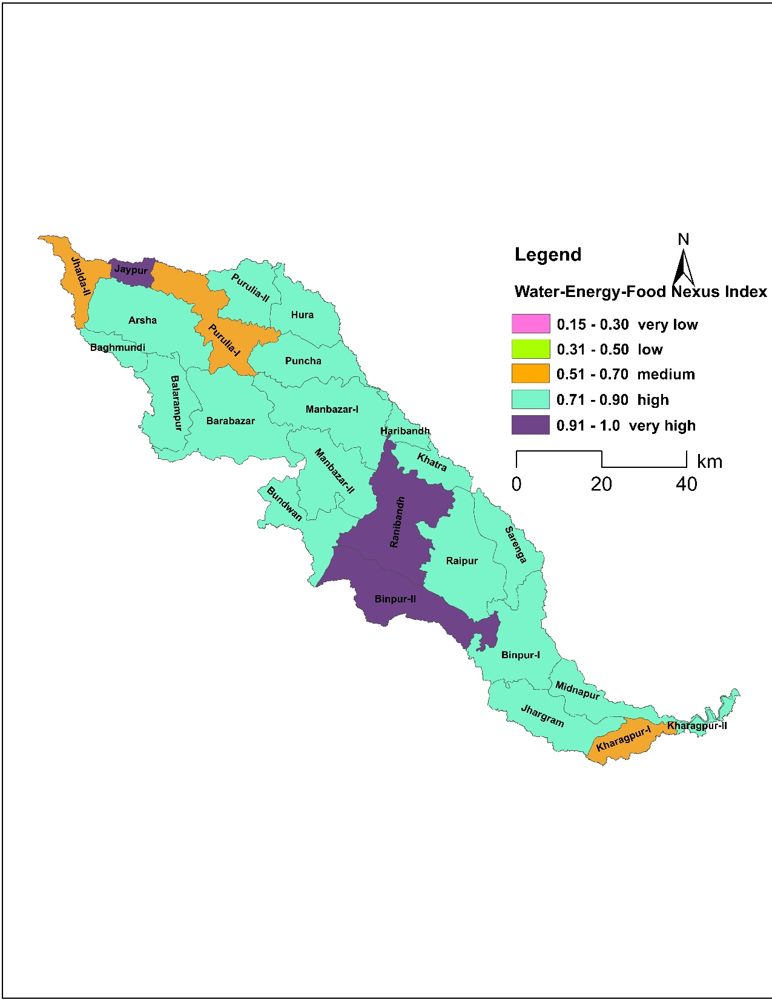 N
Legend
Water-Energy-Food Nexus Index
0.15 - 0.30 very low
0.31 - 0.50 low
0.51 - 0.70 medium
0.71 - 0.90 high
0.91 - 1.0 very high
km
0 20 40
Jhalda-II
Jaypur
Purulia-II
Hura
Arsha
Purulia-I
Baghmundi
Puncha
Balarampur
Barabazar
Manbazar-I
Haribandh
Khatra
Manbazar-II
Bundwan
Ranibandh
Sarenga
Raipur
Binpur-II
Binpur-I
Midnapur
Jhargram
Kharagpur-I
Kharagpur-II